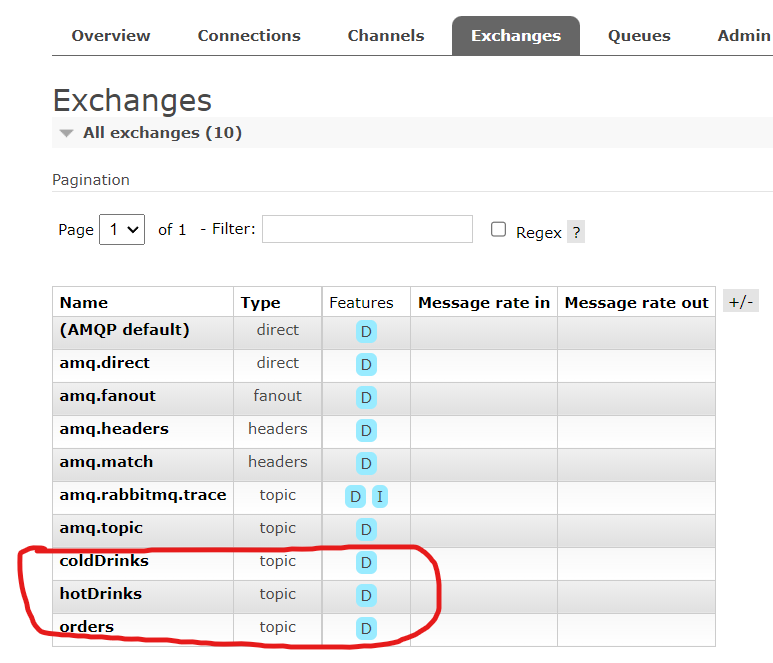 Overview Connections Channels Exchanges Queues Admin
Exchanges
All exchanges (10)
Pagination
Page 1 of 1 - Filter: Regex ?
Name Type Features Message rate in Message rate out +/-
(AMQP default) direct D
amq.direct direct D
amq.fanout fanout D
amq.headers headers D
amq.match headers D
amq.rabbitmq.trace topic D I
amq.topic topic D
coldDrinks topic D
hotDrinks topic D
orders topic D